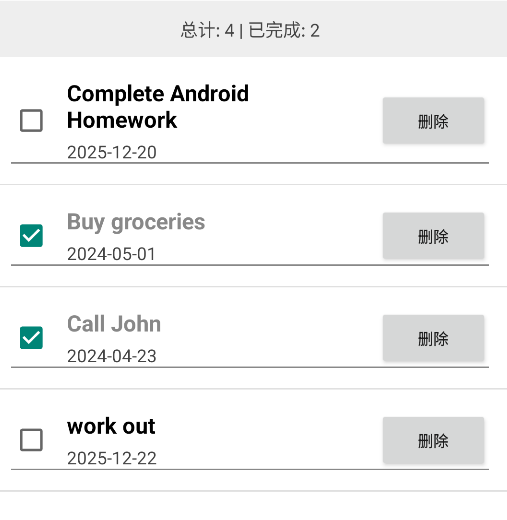 总计: 4 | 已完成: 2
Complete Android
Homework
2025-12-20
删除
Buy groceries
2024-05-01
删除
Call John
2024-04-23
删除
work out
2025-12-22
删除